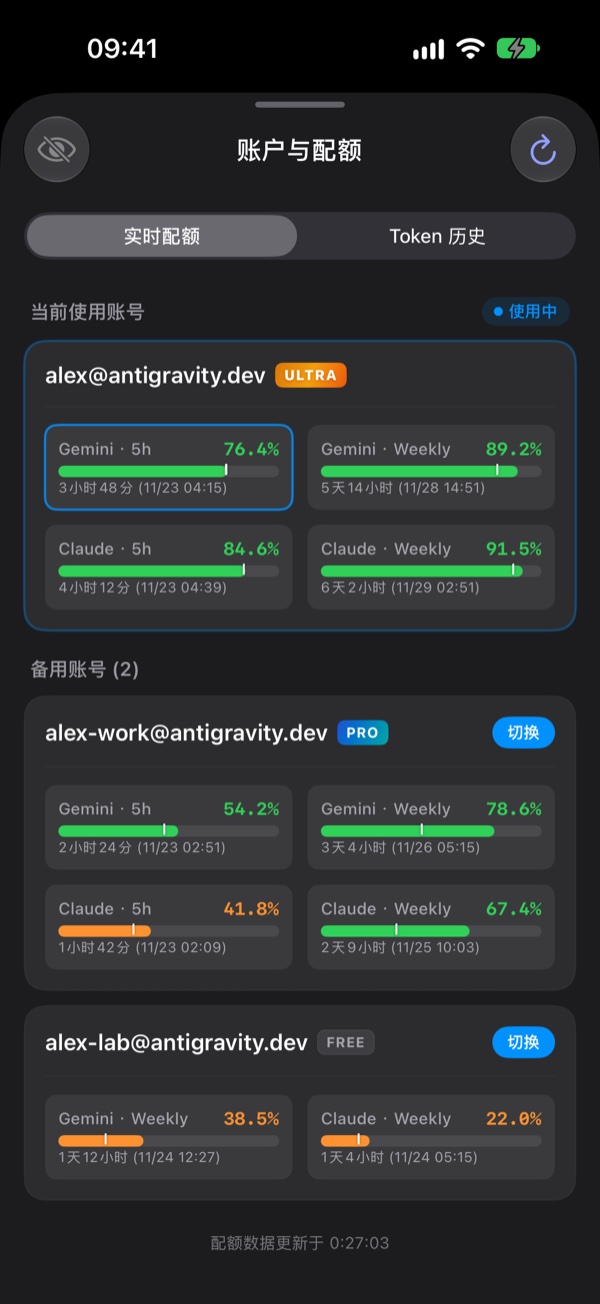 09:41
账户与配额
实时配额
Token 历史
当前使用账号
使用中
alex@antigravity.dev ULTRA
Gemini · 5h 76.4%
3小时48分 (11/23 04:15)
Gemini · Weekly 89.2%
5天14小时 (11/28 14:51)
Claude · 5h 84.6%
4小时12分 (11/23 04:39)
Claude · Weekly 91.5%
6天2小时 (11/29 02:51)
备用账号 (2)
alex-work@antigravity.dev PRO
切换
Gemini · 5h 54.2%
2小时24分 (11/23 02:51)
Gemini · Weekly 78.6%
3天4小时 (11/26 05:15)
Claude · 5h 41.8%
1小时42分 (11/23 02:09)
Claude · Weekly 67.4%
2天9小时 (11/25 10:03)
alex-lab@antigravity.dev FREE
切换
Gemini · Weekly 38.5%
1天12小时 (11/24 12:27)
Claude · Weekly 22.0%
1天4小时 (11/24 05:15)
配额数据更新于 0:27:03